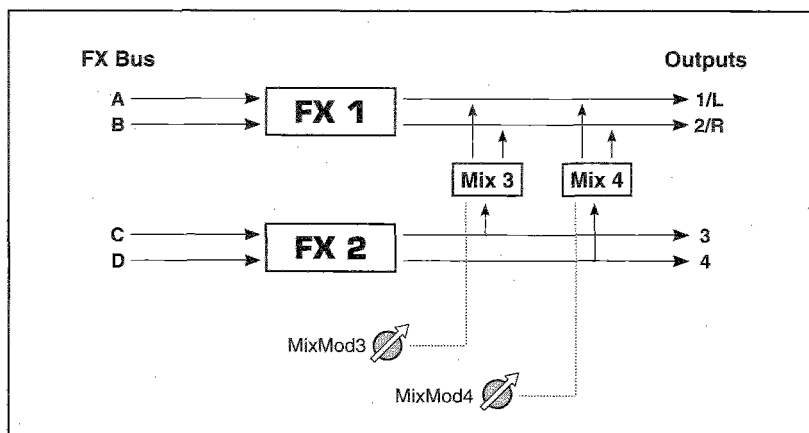 FX Bus
Outputs
A
FX 1
1/L
B
2/R
Mix 3
Mix 4
C
FX 2
3
D
4
MixMod3
MixMod4